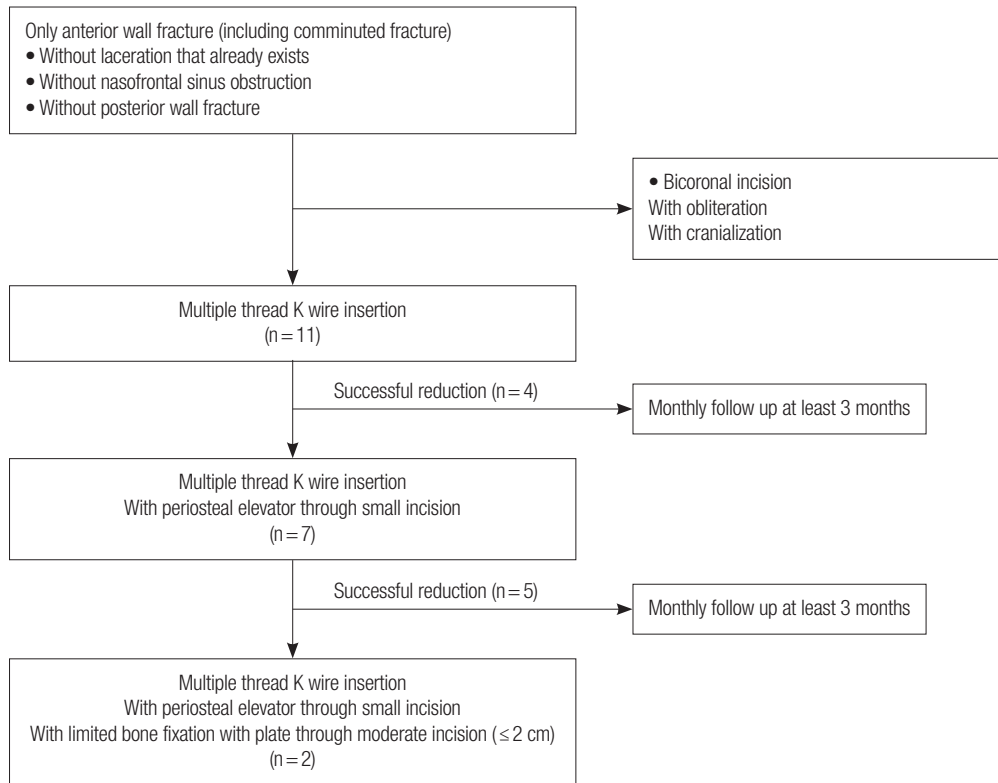 Only anterior wall fracture (including comminuted fracture)
• Without laceration that already exists
• Without nasofrontal sinus obstruction
• Without posterior wall fracture
• Bicoronal incision
With obliteration
With cranialization
Multiple thread K wire insertion
(n = 11)
Successful reduction (n = 4)
Monthly follow up at least 3 months
Multiple thread K wire insertion
With periosteal elevator through small incision
(n = 7)
Successful reduction (n = 5)
Monthly follow up at least 3 months
Multiple thread K wire insertion
With periosteal elevator through small incision
With limited bone fixation with plate through moderate incision (≤ 2 cm)
(n = 2)